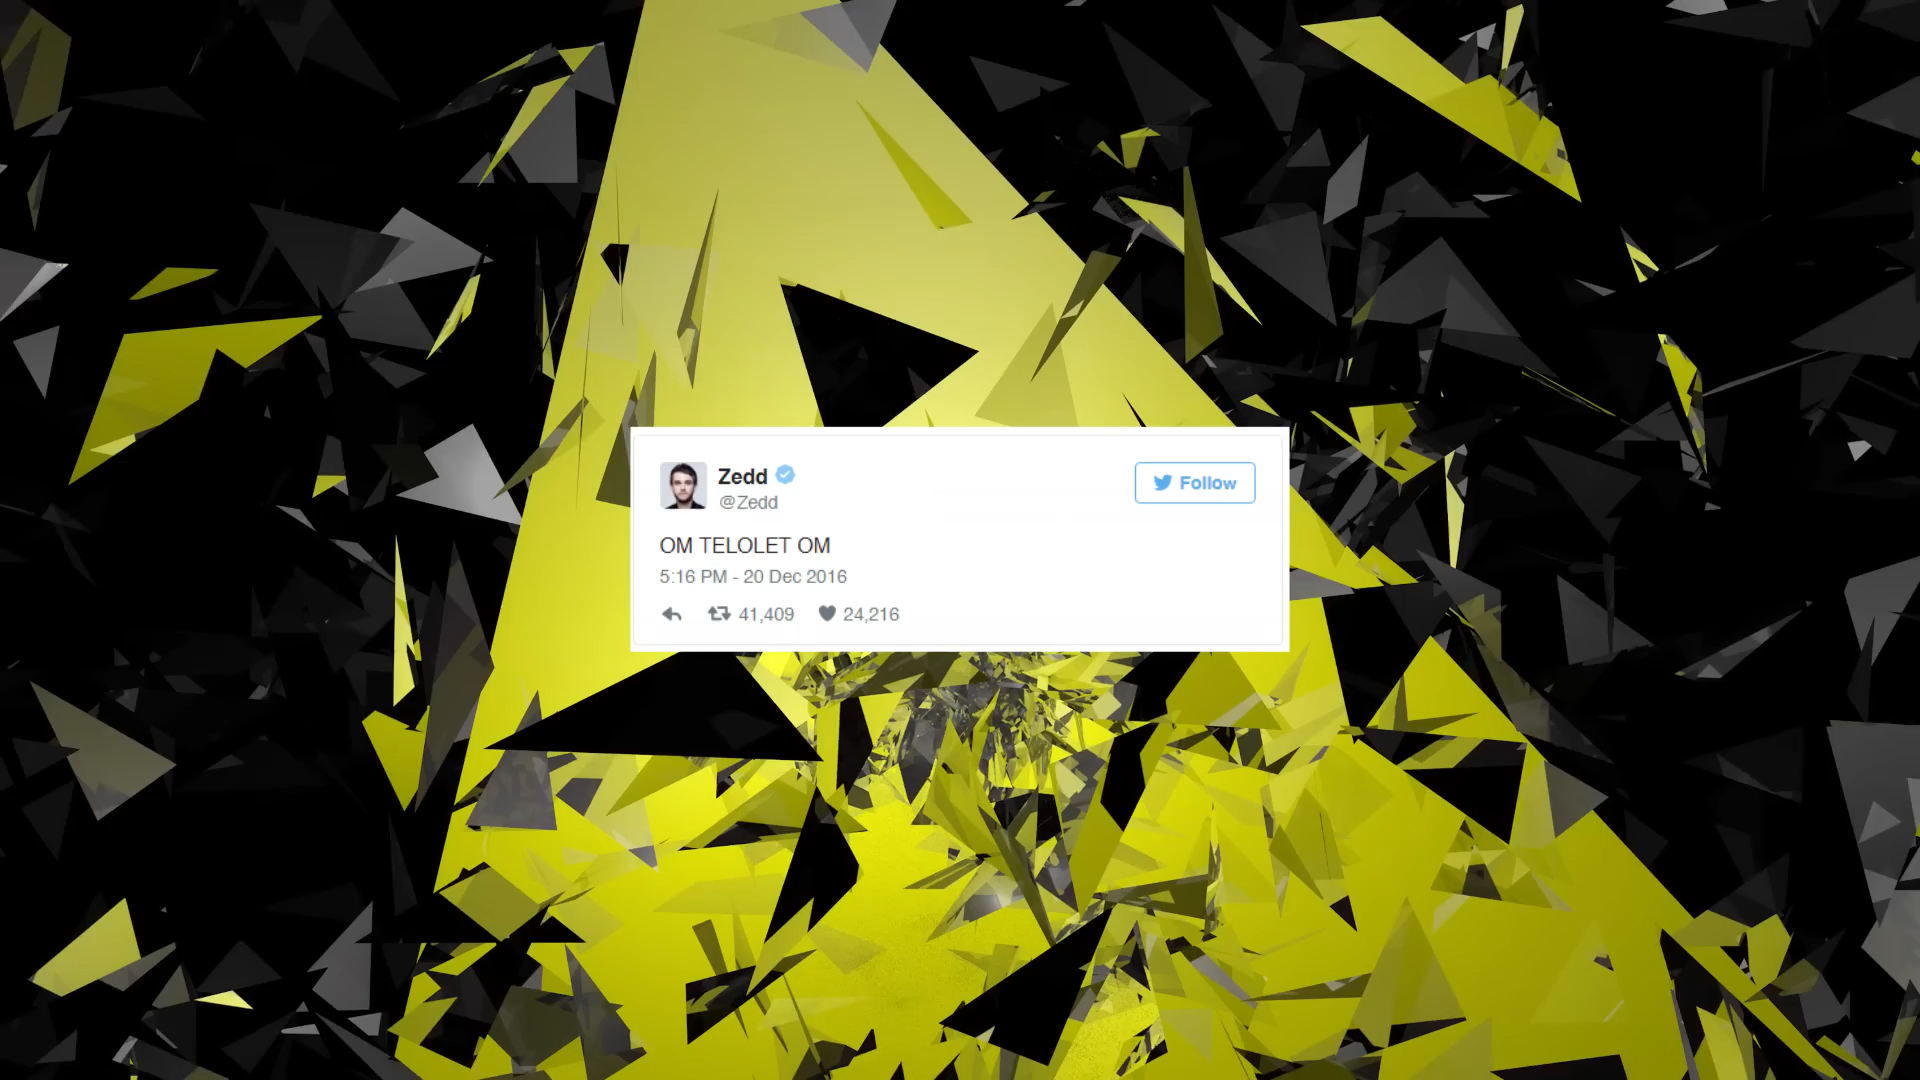 Zedd
@Zedd
Follow
OM TELOLET OM
5:16 PM - 20 Dec 2016
41,409 24,216